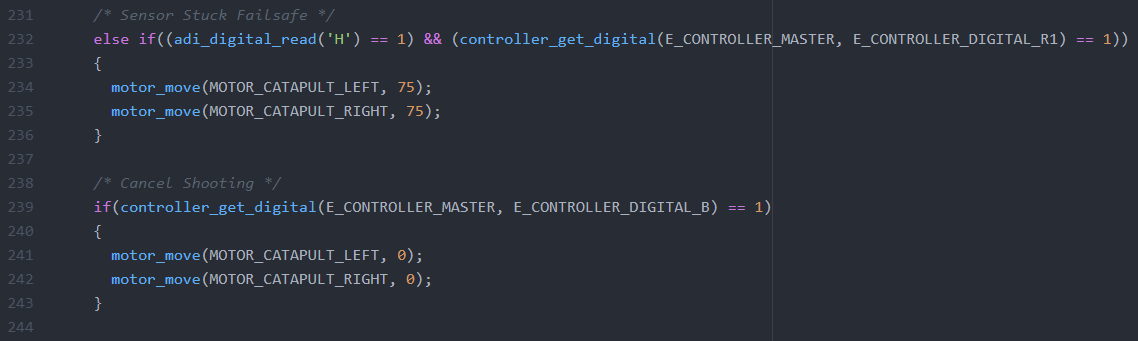 231 /* Sensor Stuck Failsafe */
232 else if((adi_digital_read('H') == 1) && (controller_get_digital(E_CONTROLLER_MASTER, E_CONTROLLER_DIGITAL_R1) == 1))
233 {
234 motor_move(MOTOR_CATAPULT_LEFT, 75);
235 motor_move(MOTOR_CATAPULT_RIGHT, 75);
236 }
237
238 /* Cancel Shooting */
239 if(controller_get_digital(E_CONTROLLER_MASTER, E_CONTROLLER_DIGITAL_B) == 1)
240 {
241 motor_move(MOTOR_CATAPULT_LEFT, 0);
242 motor_move(MOTOR_CATAPULT_RIGHT, 0);
243 }
244